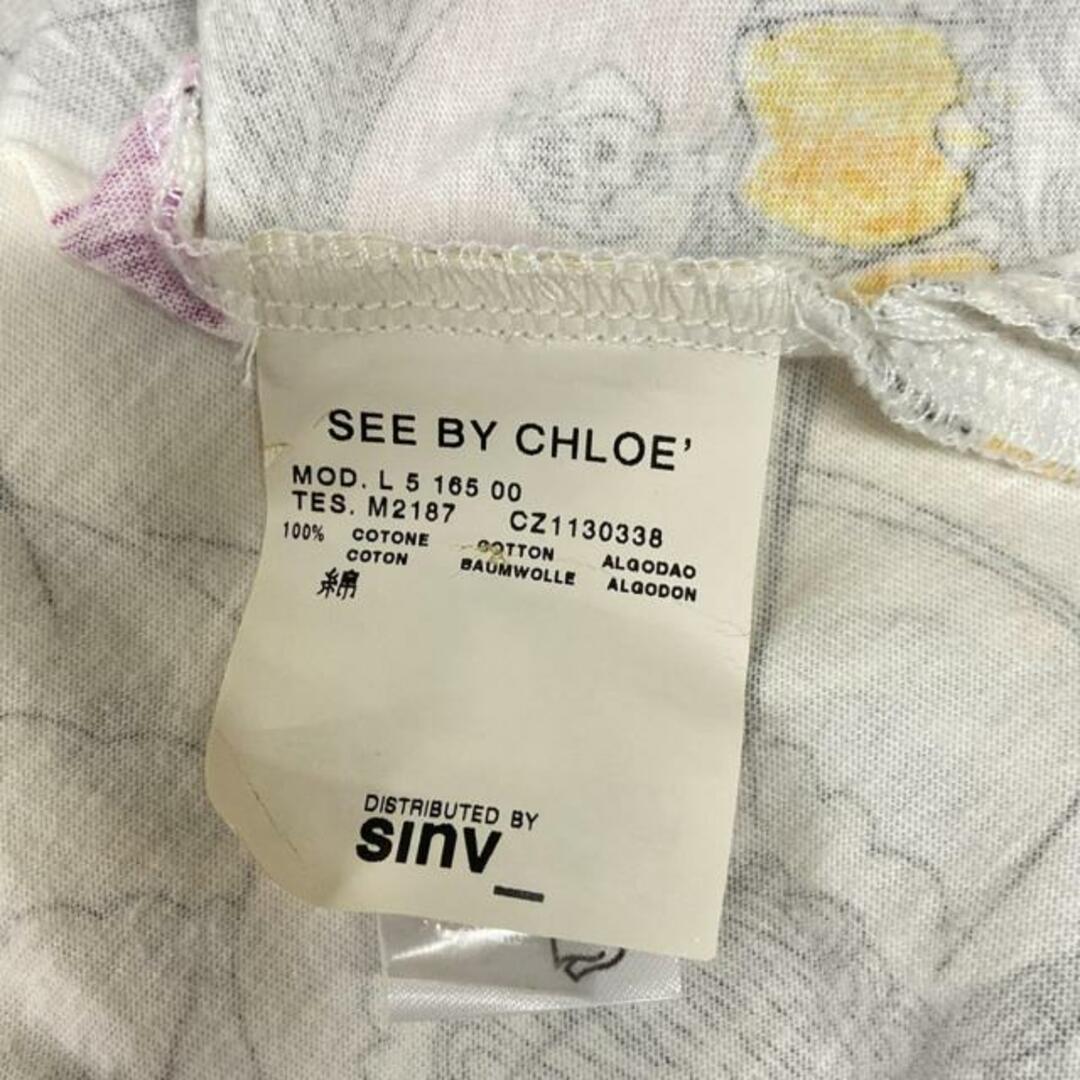 SEE BY CHLOE'
MOD. L 5 165 00
TES. M2187 CZ1130338
100% COTONE COTTON ALGODAO
COTON BAUMWOLLE ALGODON
綿
DISTRIBUTED BY
sinv_